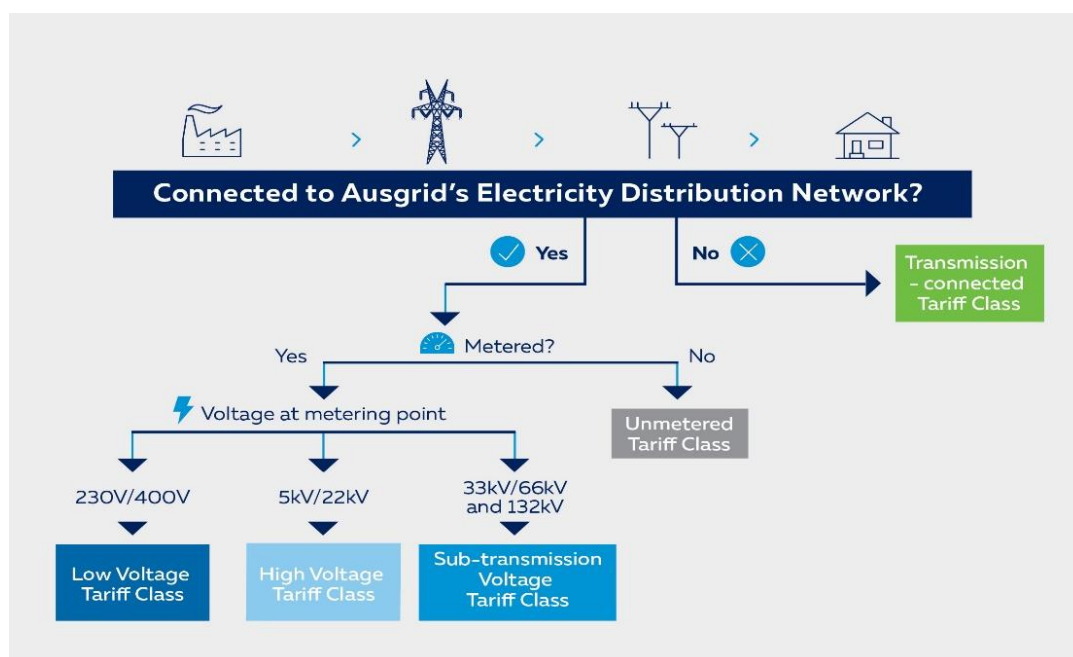 Connected to Ausgrid's Electricity Distribution Network?
Yes
No
Transmission
- connected
Tariff Class
Metered?
Yes
No
Voltage at metering point
Unmetered
Tariff Class
230V/400V
5kV/22kV
33kV/66kV
and 132kV
Low Voltage
Tariff Class
High Voltage
Tariff Class
Sub-transmission
Voltage
Tariff Class